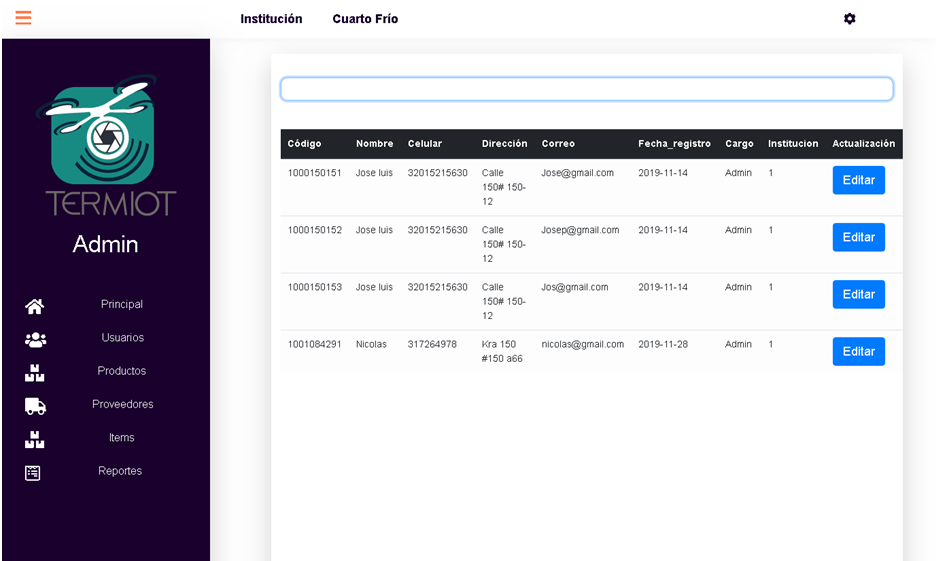 Institución Cuarto Frío
TERMIOT
Admin
Principal
Usuarios
Productos
Proveedores
Items
Reportes
Código Nombre Celular Dirección Correo Fecha_registro Cargo Institucion Actualización
1000150151 Jose luis 32015215630 Calle Jose@gmail.com 2019-11-14 Admin 1 Editar
150# 150-
12
1000150152 Jose luis 32015215630 Calle Josep@gmail.com 2019-11-14 Admin 1 Editar
150# 150-
12
1000150153 Jose luis 32015215630 Calle Jos@gmail.com 2019-11-14 Admin 1 Editar
150# 150-
12
1001084291 Nicolas 317264978 Kra 150 nicolas@gmail.com 2019-11-28 Admin 1 Editar
#150 a66